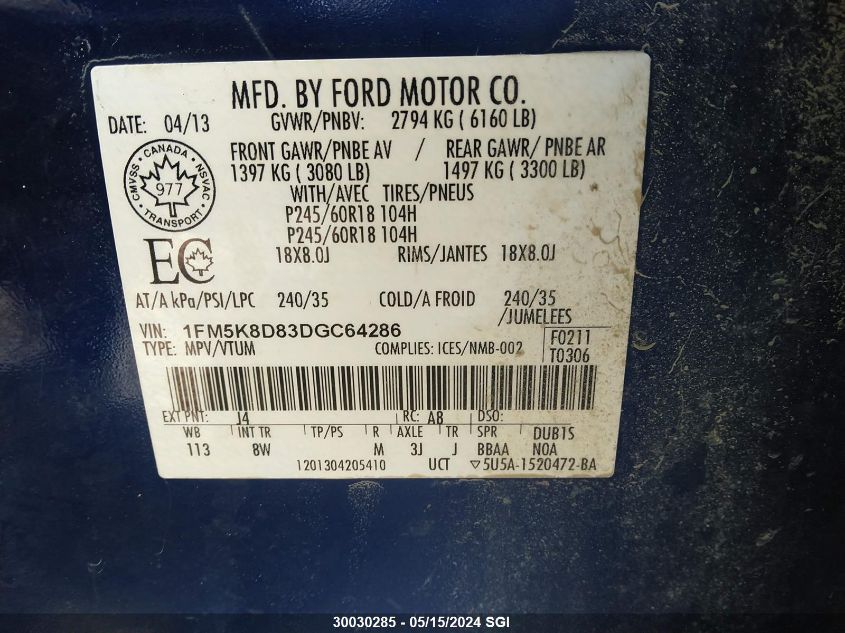 MFD. BY FORD MOTOR CO.
DATE: 04/13 GVWR/PNBV: 2794 KG ( 6160 LB)
FRONT GAWR/PNBE AV / REAR GAWR/ PNBE AR
1397 KG ( 3080 LB) 1497 KG ( 3300 LB)
WITH/AVEC TIRES/PNEUS
P245/60R18 104H
P245/60R18 104H
18X8.0J RIMS/JANTES 18X8.0J
CMVSS - CANADA - NSVAC
977
TRANSPORT
EC
AT/A kPa/PSI/LPC 240/35 COLD/A FROID 240/35
/JUMELEES
VIN: 1FM5K8D83DGC64286
TYPE: MPV/VTUM COMPLIES: ICES/NMB-002
F0211
T0306
EXT PNT: J4 RC: A8 DSO:
WB INT TR TP/PS R AXLE TR SPR DUB1S
113 8W M 3J J BBAA N0A
1201304205410 UCT ▽5U5A-1520472-BA
30030285 - 05/15/2024 SGI